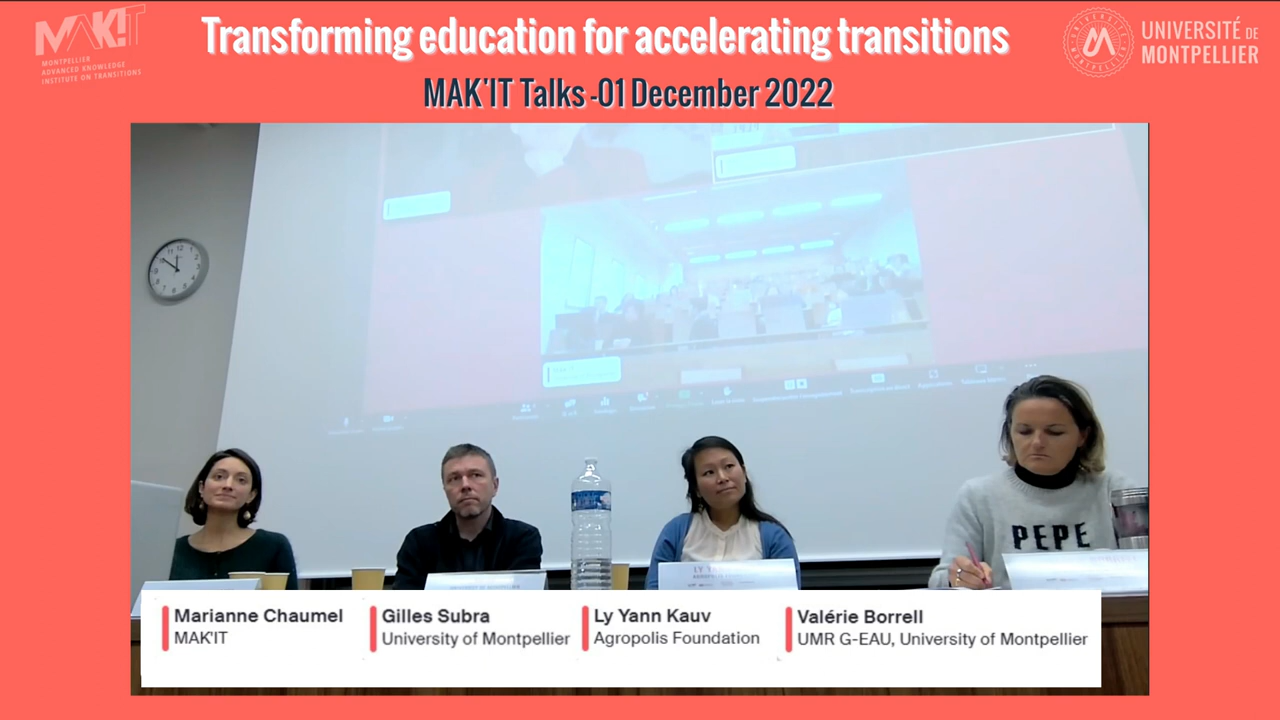 MAK!T
MONTPELLIER
ADVANCED KNOWLEDGE
INSTITUTE ON TRANSITIONS
Transforming education for accelerating transitions
MAK'IT Talks -01 December 2022
UNIVERSITÉ DE
MONTPELLIER
PEPE
LY YA
Marianne Chaumel
MAK'IT
Gilles Subra
University of Montpellier
Ly Yann Kauv
Agropolis Foundation
Valérie Borrell
UMR G-EAU, University of Montpellier